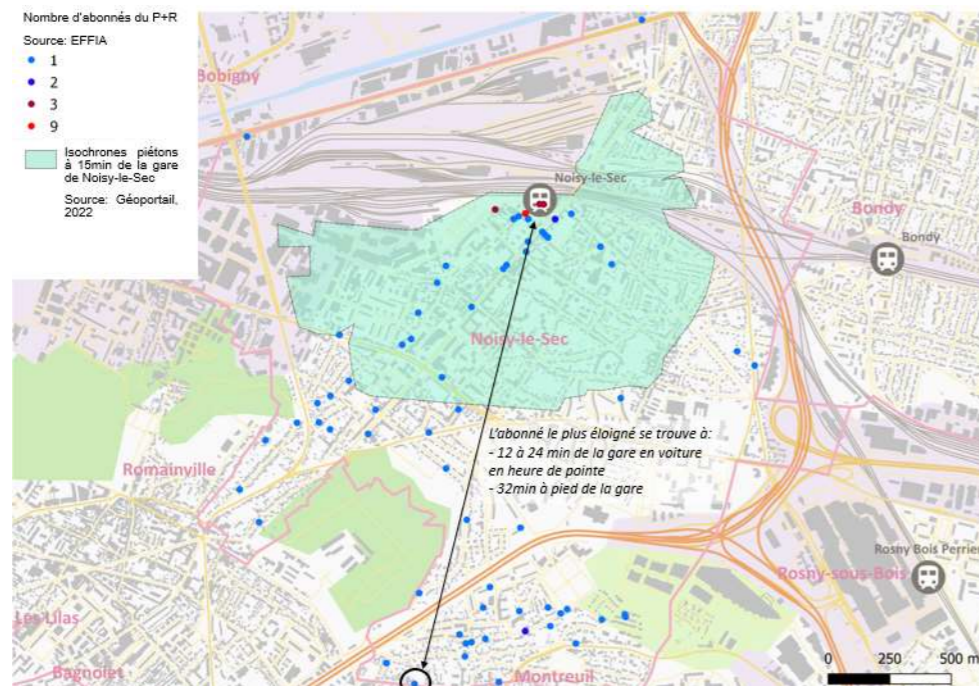 Nombre d'abonnés du P+R
Source: EFFIA
1
2
3
9
Isochrones piétons
à 15min de la gare
de Noisy-le-Sec
Source: Géoportail,
2022
Bobigny
Noisy-le-Sec
Bondy
Bondy
Noisy-le-Sec
L'abonné le plus éloigné se trouve à:
- 12 à 24 min de la gare en voiture
en heure de pointe
- 32min à pied de la gare
Romainville
Rosny Bois Perrier
Rosny-sous-Bois
Les Lilas
Bagnolet
Montreuil
0 250 500 m